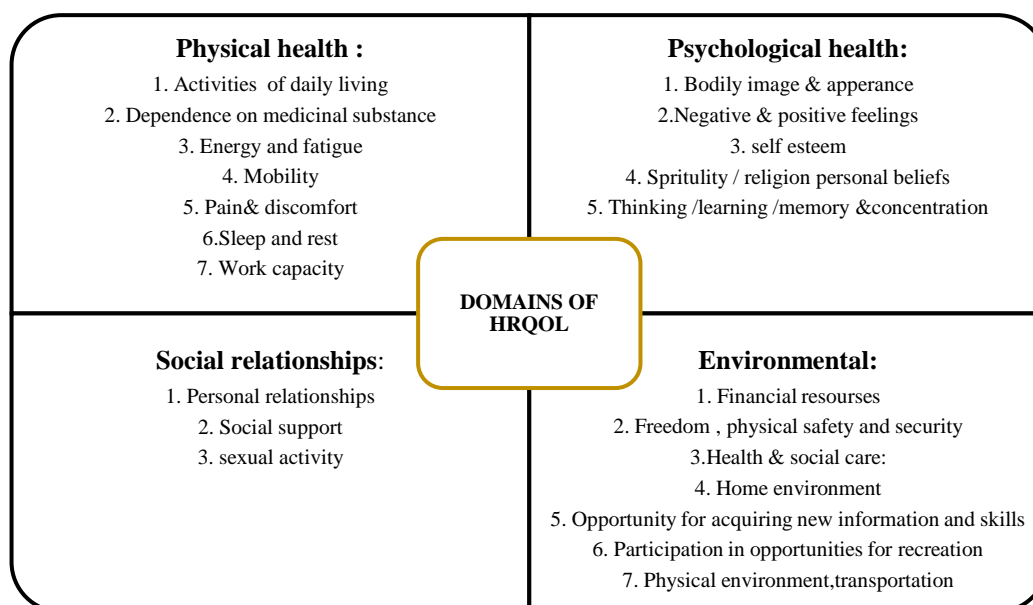 Physical health :
1. Activities of daily living
2. Dependence on medicinal substance
3. Energy and fatigue
4. Mobility
5. Pain& discomfort
6.Sleep and rest
7. Work capacity
Psychological health:
1. Bodily image & apperance
2.Negative & positive feelings
3. self esteem
4. Spritulity / religion personal beliefs
5. Thinking /learning /memory &concentration
DOMAINS OF
HRQOL
Social relationships:
1. Personal relationships
2. Social support
3. sexual activity
Environmental:
1. Financial resourses
2. Freedom , physical safety and security
3.Health & social care:
4. Home environment
5. Opportunity for acquiring new information and skills
6. Participation in opportunities for recreation
7. Physical environment,transportation